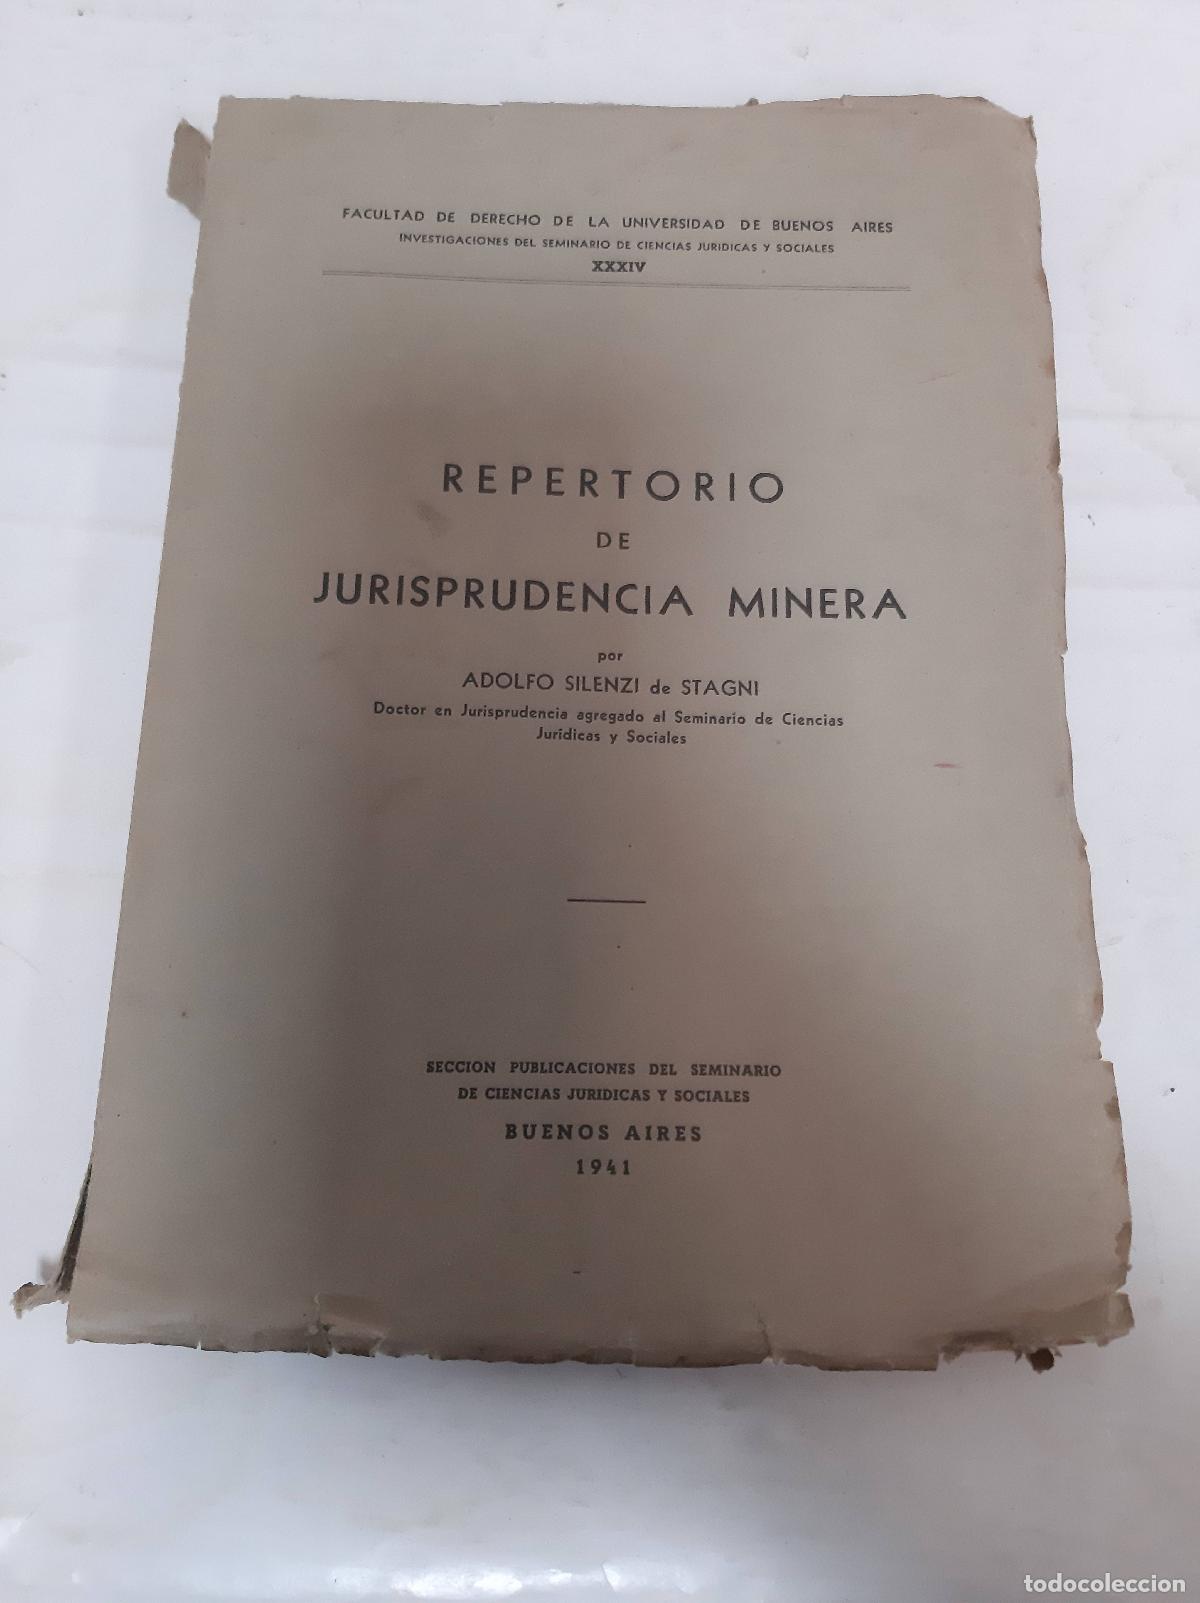 FACULTAD DE DERECHO DE LA UNIVERSIDAD DE BUENOS AIRES
INVESTIGACIONES DEL SEMINARIO DE CIENCIAS JURIDICAS Y SOCIALES
XXXIV
REPERTORIO
DE
JURISPRUDENCIA MINERA
por
ADOLFO SILENZI de STAGNI
Doctor en Jurisprudencia agregado al Seminario de Ciencias
Jurídicas y Sociales
SECCION PUBLICACIONES DEL SEMINARIO
DE CIENCIAS JURIDICAS Y SOCIALES
BUENOS AIRES
1941
todocoleccion